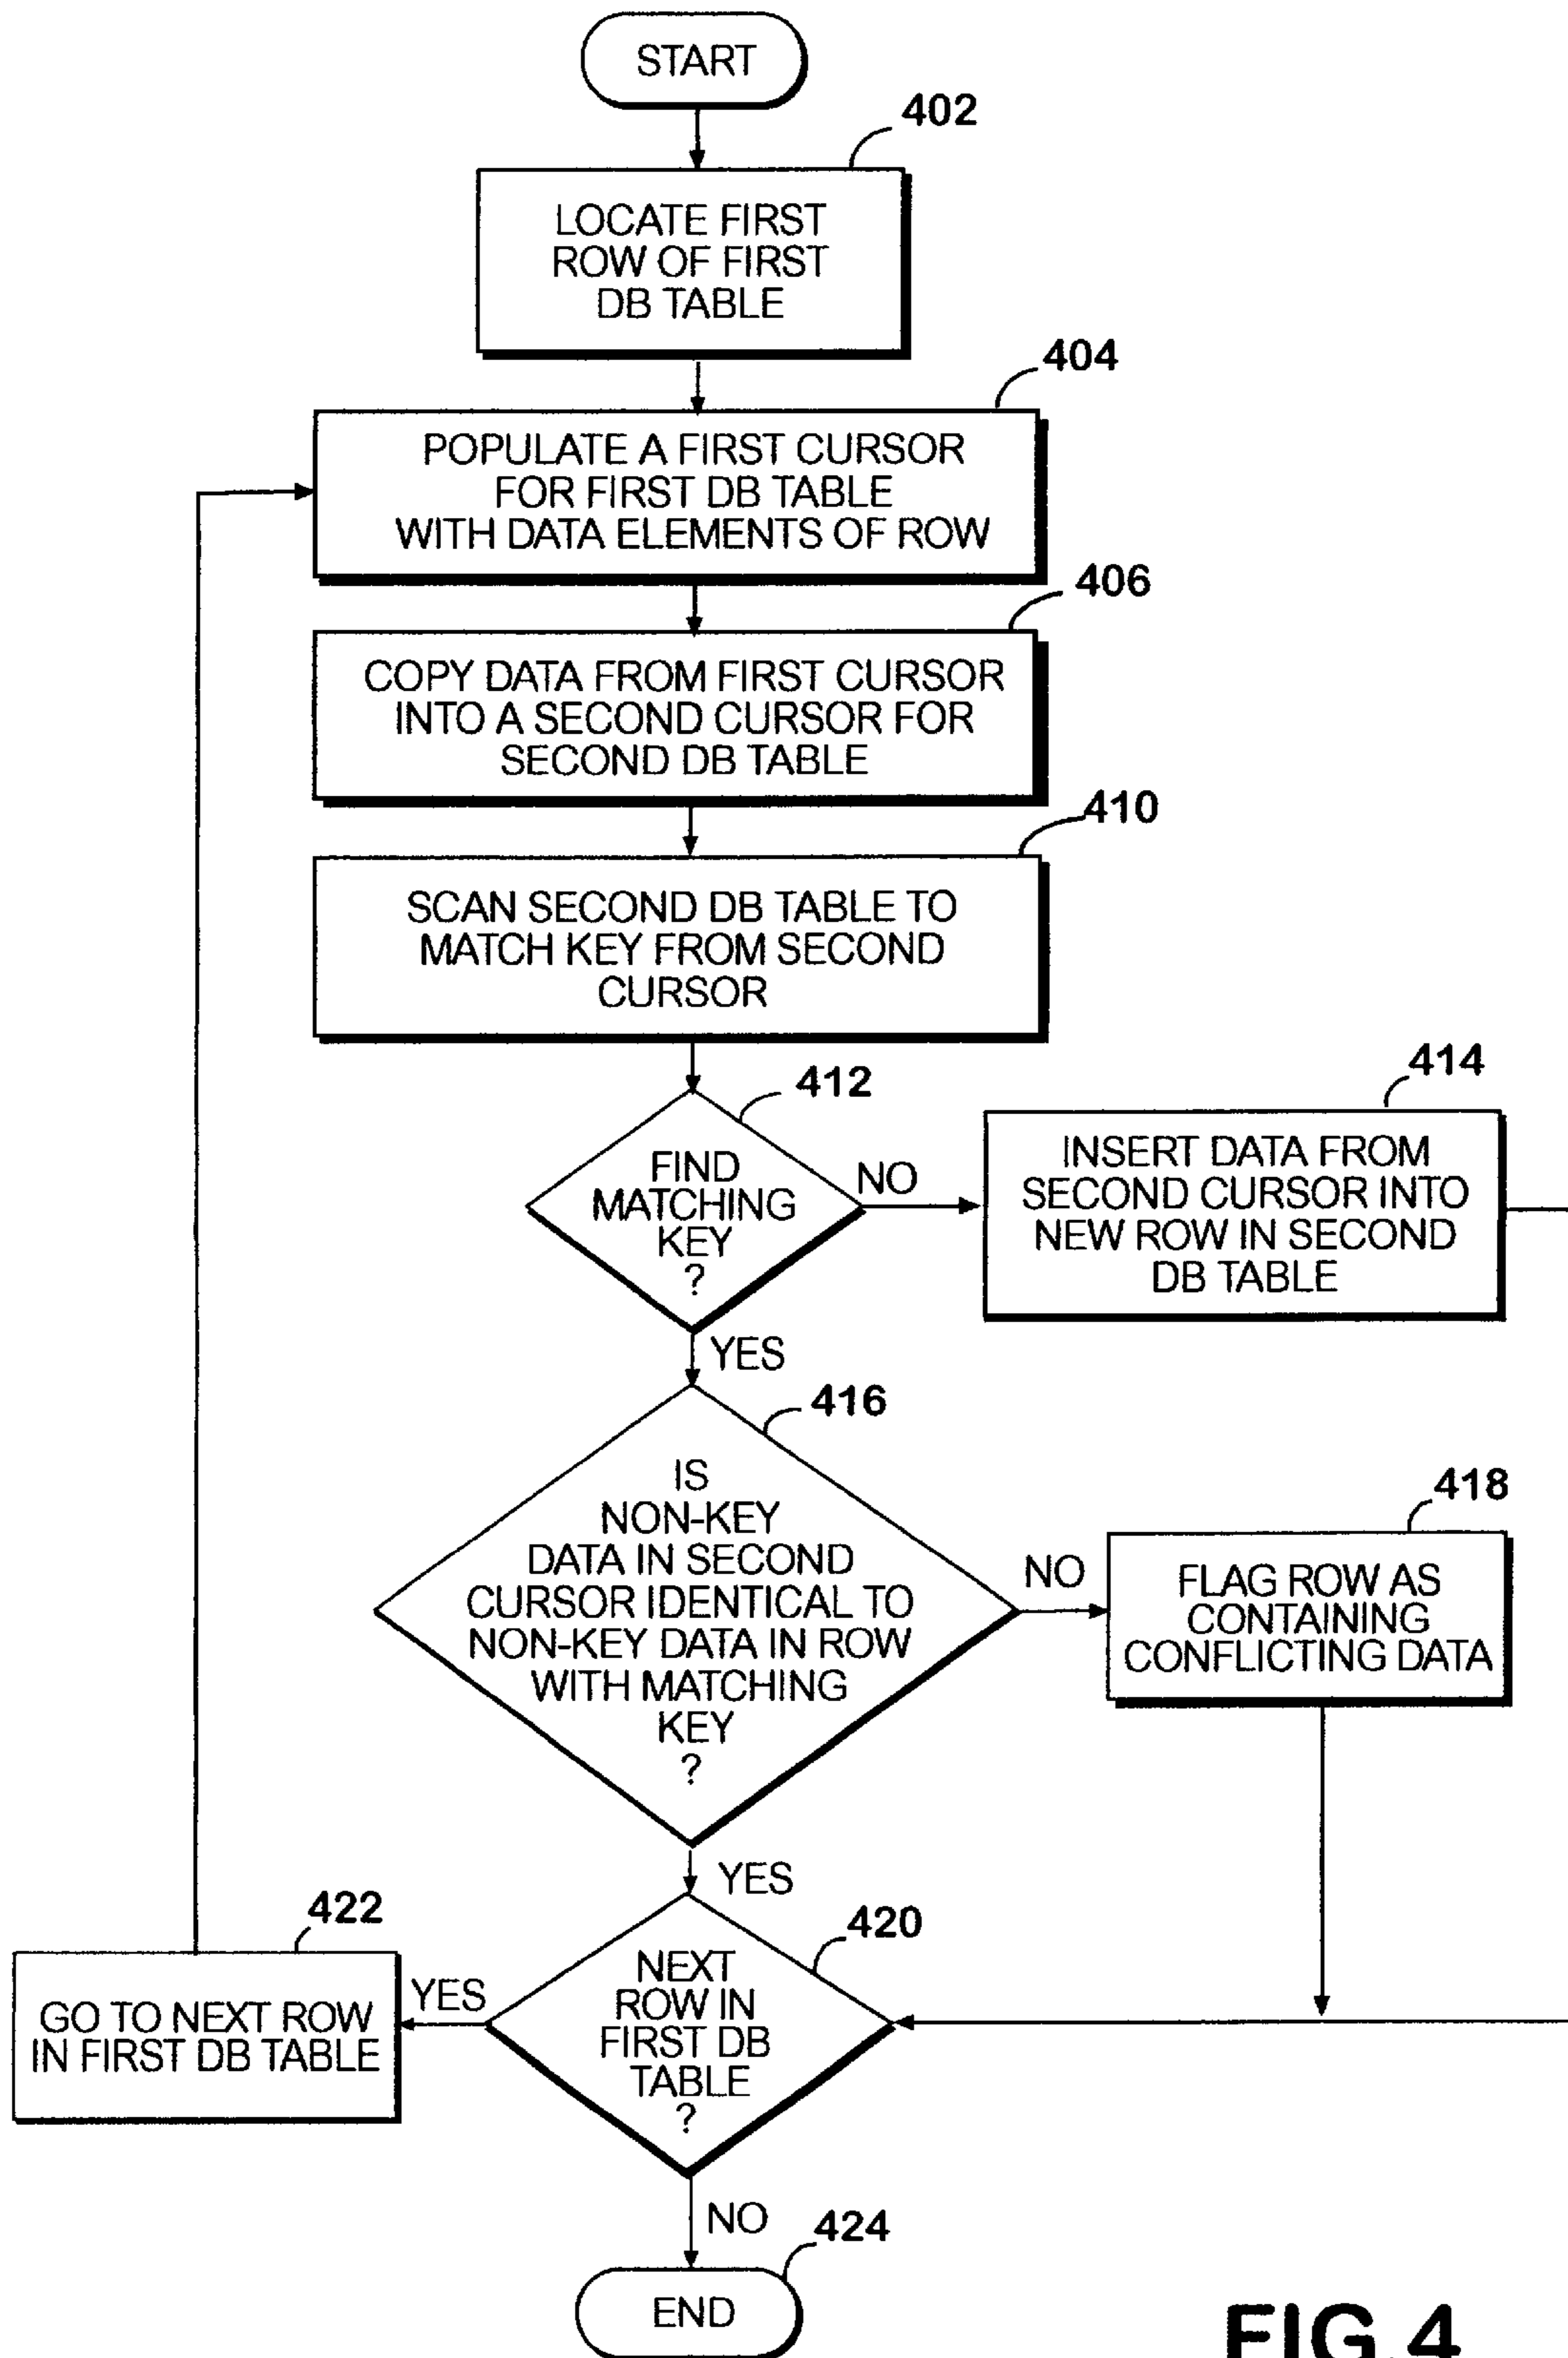 START
402
LOCATE FIRST
ROW OF FIRST
DB TABLE
404
POPULATE A FIRST CURSOR
FOR FIRST DB TABLE
WITH DATA ELEMENTS OF ROW
406
COPY DATA FROM FIRST CURSOR
INTO A SECOND CURSOR FOR
SECOND DB TABLE
410
SCAN SECOND DB TABLE TO
MATCH KEY FROM SECOND
CURSOR
412
FIND
MATCHING
KEY
?
NO
414
INSERT DATA FROM
SECOND CURSOR INTO
NEW ROW IN SECOND
DB TABLE
YES
416
IS
NON-KEY
DATA IN SECOND
CURSOR IDENTICAL TO
NON-KEY DATA IN ROW
WITH MATCHING
KEY
?
NO
418
FLAG ROW AS
CONTAINING
CONFLICTING DATA
YES
420
NEXT
ROW IN
FIRST DB
TABLE
?
YES
422
GO TO NEXT ROW
IN FIRST DB TABLE
NO
424
END
FIG.4